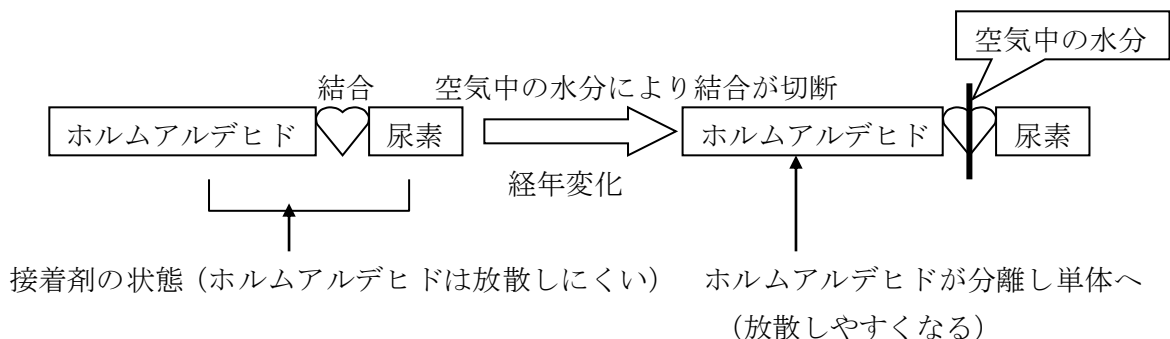 空気中の水分
結合
空気中の水分により結合が切断
ホルムアルデヒド
尿素
ホルムアルデヒド
尿素
経年変化
接着剤の状態（ホルムアルデヒドは放散しにくい）
ホルムアルデヒドが分離し単体へ
（放散しやすくなる）